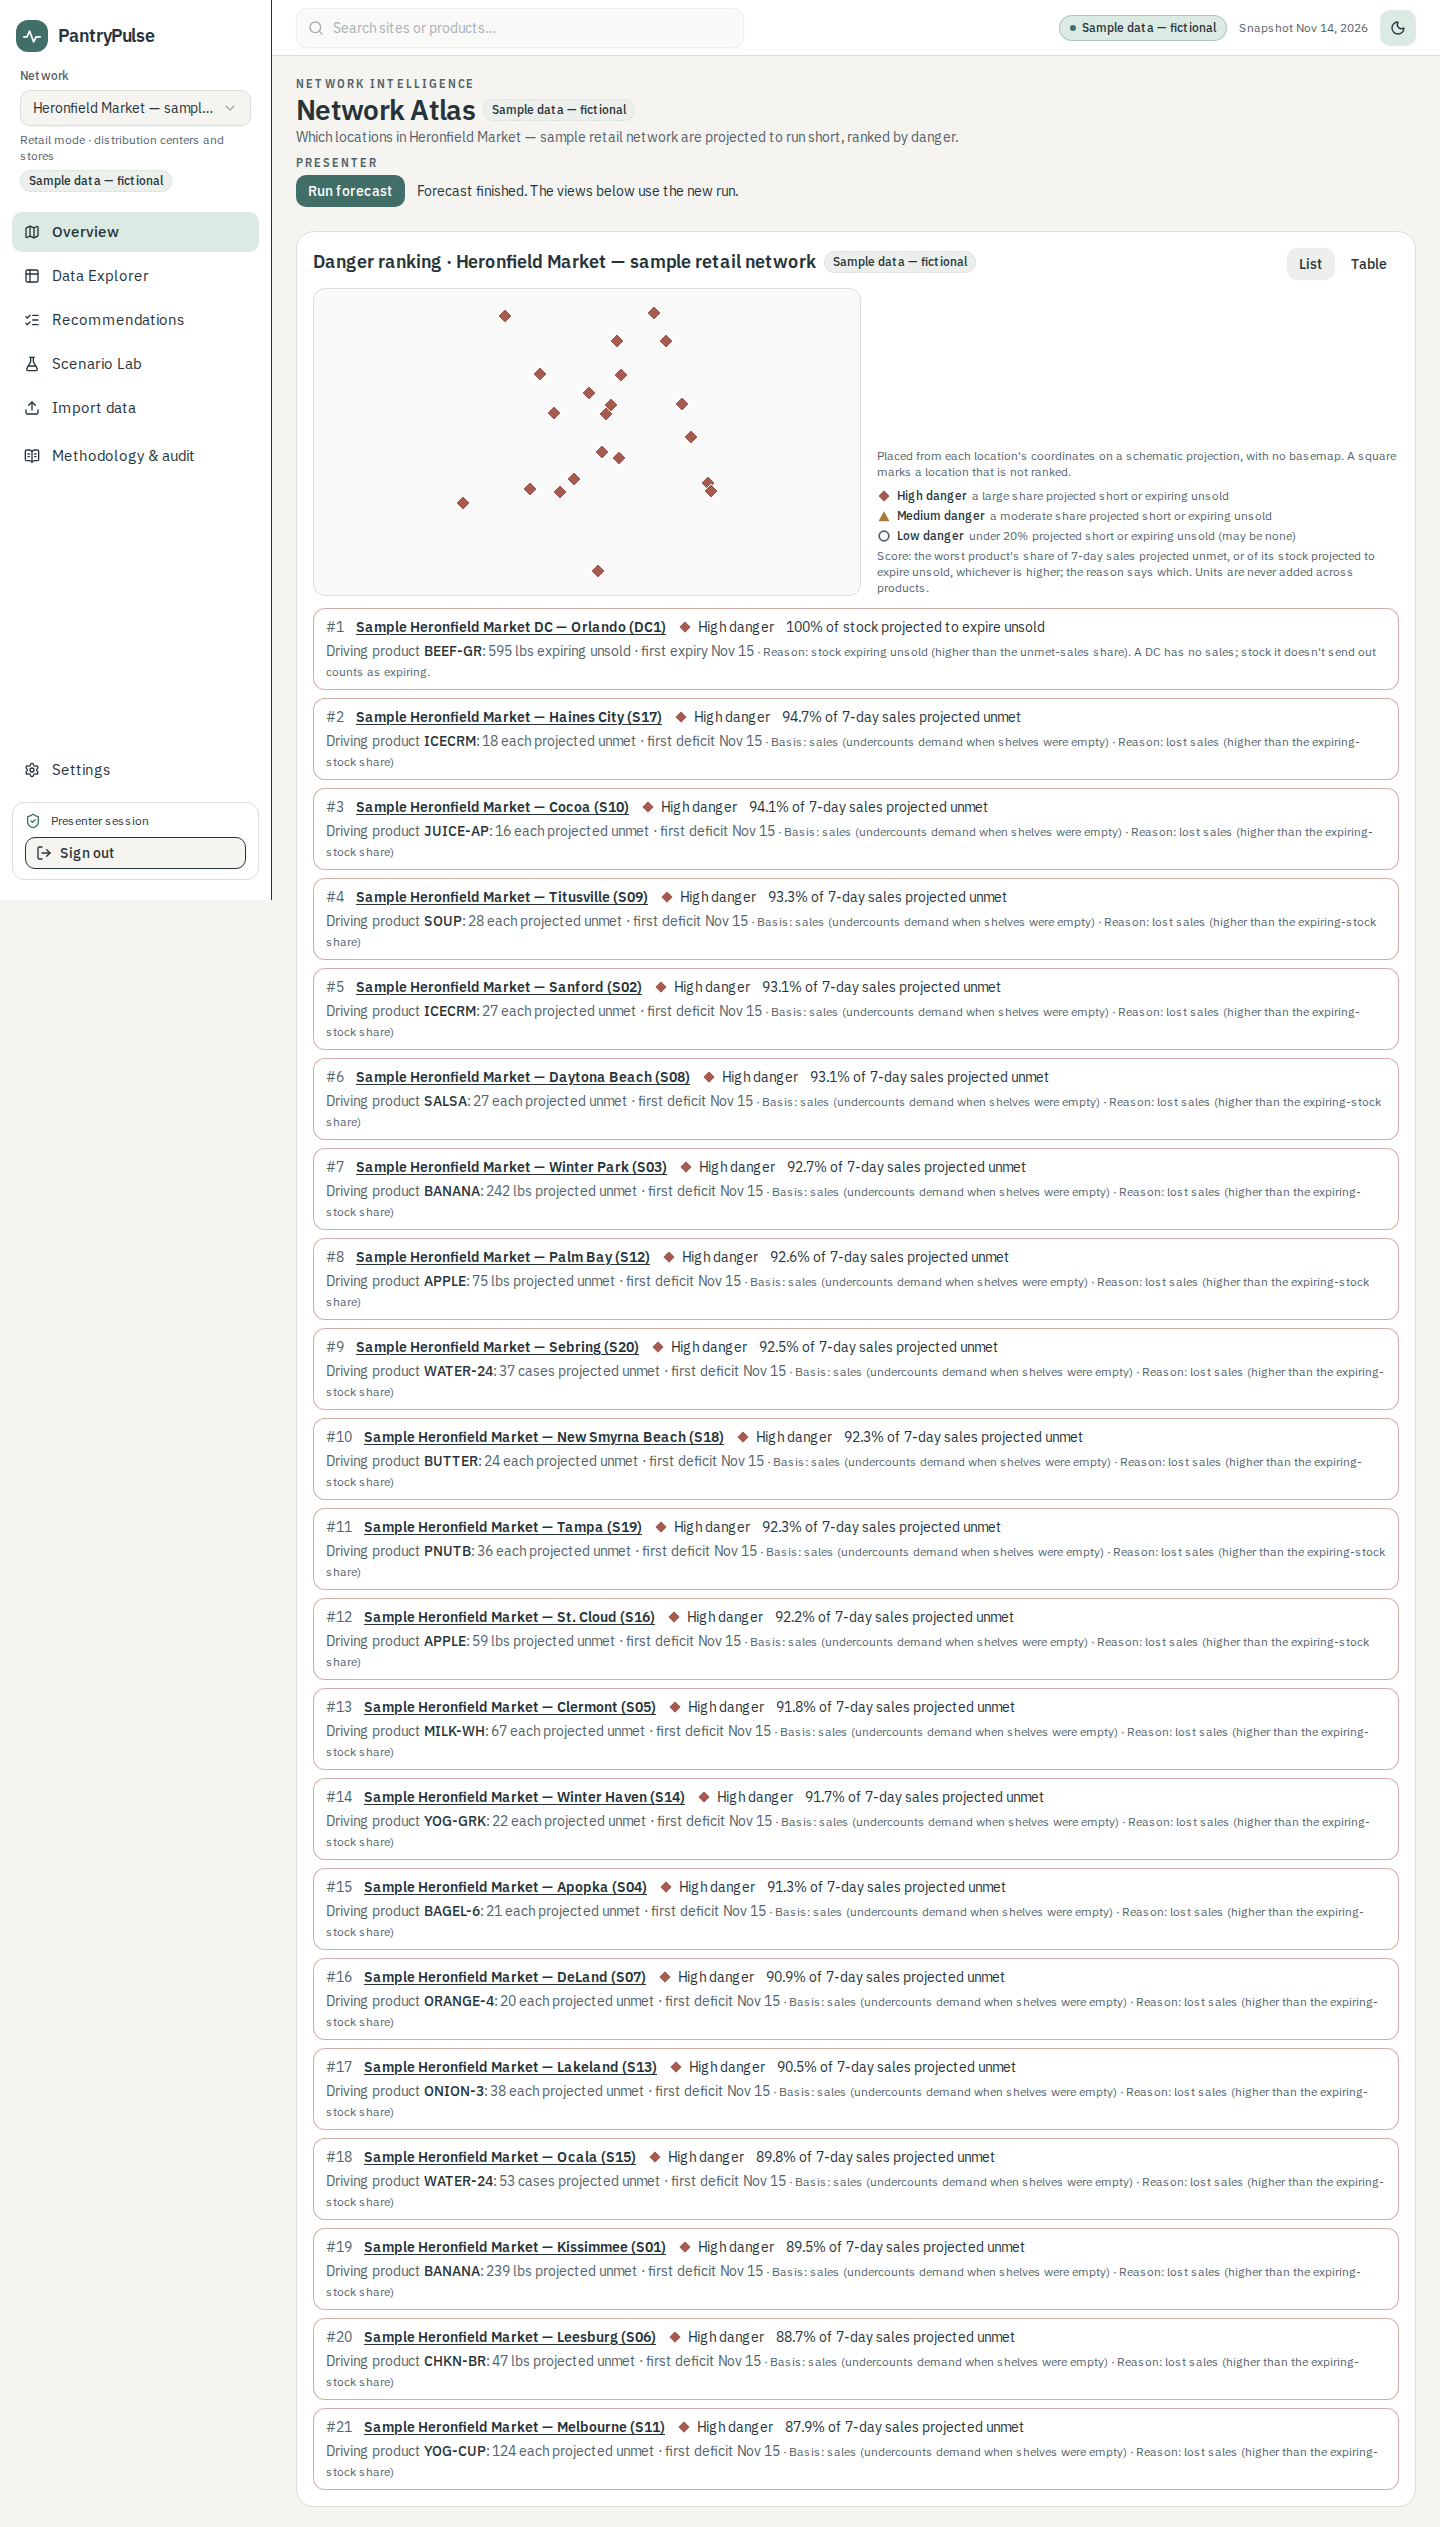 PantryPulse
Network
Heronfield Market — sampl...
Retail mode · distribution centers and
stores
Sample data — fictional
Overview
Data Explorer
Recommendations
Scenario Lab
Import data
Methodology & audit
Settings
Presenter session
Sign out
Search sites or products...
Sample data — fictional
Snapshot Nov 14, 2026
NETWORK INTELLIGENCE
Network Atlas Sample data — fictional
Which locations in Heronfield Market — sample retail network are projected to run short, ranked by danger.
PRESENTER
Run forecast Forecast finished. The views below use the new run.
Danger ranking · Heronfield Market — sample retail network Sample data — fictional
List Table
Placed from each location's coordinates on a schematic projection, with no basemap. A square
marks a location that is not ranked.
High danger a large share projected short or expiring unsold
Medium danger a moderate share projected short or expiring unsold
Low danger under 20% projected short or expiring unsold (may be none)
Score: the worst product's share of 7-day sales projected unmet, or of its stock projected to
expire unsold, whichever is higher; the reason says which. Units are never added across
products.
#1 Sample Heronfield Market DC — Orlando (DC1) High danger 100% of stock projected to expire unsold
Driving product BEEF-GR: 595 lbs expiring unsold · first expiry Nov 15 · Reason: stock expiring unsold (higher than the unmet-sales share). A DC has no sales; stock it doesn't send out
counts as expiring.
#2 Sample Heronfield Market — Haines City (S17) High danger 94.7% of 7-day sales projected unmet
Driving product ICECRM: 18 each projected unmet · first deficit Nov 15 · Basis: sales (undercounts demand when shelves were empty) · Reason: lost sales (higher than the expiring-
stock share)
#3 Sample Heronfield Market — Cocoa (S10) High danger 94.1% of 7-day sales projected unmet
Driving product JUICE-AP: 16 each projected unmet · first deficit Nov 15 · Basis: sales (undercounts demand when shelves were empty) · Reason: lost sales (higher than the expiring-
stock share)
#4 Sample Heronfield Market — Titusville (S09) High danger 93.3% of 7-day sales projected unmet
Driving product SOUP: 28 each projected unmet · first deficit Nov 15 · Basis: sales (undercounts demand when shelves were empty) · Reason: lost sales (higher than the expiring-stock
share)
#5 Sample Heronfield Market — Sanford (S02) High danger 93.1% of 7-day sales projected unmet
Driving product ICECRM: 27 each projected unmet · first deficit Nov 15 · Basis: sales (undercounts demand when shelves were empty) · Reason: lost sales (higher than the expiring-
stock share)
#6 Sample Heronfield Market — Daytona Beach (S08) High danger 93.1% of 7-day sales projected unmet
Driving product SALSA: 27 each projected unmet · first deficit Nov 15 · Basis: sales (undercounts demand when shelves were empty) · Reason: lost sales (higher than the expiring-stock
share)
#7 Sample Heronfield Market — Winter Park (S03) High danger 92.7% of 7-day sales projected unmet
Driving product BANANA: 242 lbs projected unmet · first deficit Nov 15 · Basis: sales (undercounts demand when shelves were empty) · Reason: lost sales (higher than the expiring-
stock share)
#8 Sample Heronfield Market — Palm Bay (S12) High danger 92.6% of 7-day sales projected unmet
Driving product APPLE: 75 lbs projected unmet · first deficit Nov 15 · Basis: sales (undercounts demand when shelves were empty) · Reason: lost sales (higher than the expiring-stock
share)
#9 Sample Heronfield Market — Sebring (S20) High danger 92.5% of 7-day sales projected unmet
Driving product WATER-24: 37 cases projected unmet · first deficit Nov 15 · Basis: sales (undercounts demand when shelves were empty) · Reason: lost sales (higher than the expiring-
stock share)
#10 Sample Heronfield Market — New Smyrna Beach (S18) High danger 92.3% of 7-day sales projected unmet
Driving product BUTTER: 24 each projected unmet · first deficit Nov 15 · Basis: sales (undercounts demand when shelves were empty) · Reason: lost sales (higher than the expiring-
stock share)
#11 Sample Heronfield Market — Tampa (S19) High danger 92.3% of 7-day sales projected unmet
Driving product PNUTB: 36 each projected unmet · first deficit Nov 15 · Basis: sales (undercounts demand when shelves were empty) · Reason: lost sales (higher than the expiring-stock
share)
#12 Sample Heronfield Market — St. Cloud (S16) High danger 92.2% of 7-day sales projected unmet
Driving product APPLE: 59 lbs projected unmet · first deficit Nov 15 · Basis: sales (undercounts demand when shelves were empty) · Reason: lost sales (higher than the expiring-stock
share)
#13 Sample Heronfield Market — Clermont (S05) High danger 91.8% of 7-day sales projected unmet
Driving product MILK-WH: 67 each projected unmet · first deficit Nov 15 · Basis: sales (undercounts demand when shelves were empty) · Reason: lost sales (higher than the expiring-
stock share)
#14 Sample Heronfield Market — Winter Haven (S14) High danger 91.7% of 7-day sales projected unmet
Driving product YOG-GRK: 22 each projected unmet · first deficit Nov 15 · Basis: sales (undercounts demand when shelves were empty) · Reason: lost sales (higher than the expiring-
stock share)
#15 Sample Heronfield Market — Apopka (S04) High danger 91.3% of 7-day sales projected unmet
Driving product BAGEL-6: 21 each projected unmet · first deficit Nov 15 · Basis: sales (undercounts demand when shelves were empty) · Reason: lost sales (higher than the expiring-
stock share)
#16 Sample Heronfield Market — DeLand (S07) High danger 90.9% of 7-day sales projected unmet
Driving product ORANGE-4: 20 each projected unmet · first deficit Nov 15 · Basis: sales (undercounts demand when shelves were empty) · Reason: lost sales (higher than the expiring-
stock share)
#17 Sample Heronfield Market — Lakeland (S13) High danger 90.5% of 7-day sales projected unmet
Driving product ONION-3: 38 each projected unmet · first deficit Nov 15 · Basis: sales (undercounts demand when shelves were empty) · Reason: lost sales (higher than the expiring-
stock share)
#18 Sample Heronfield Market — Ocala (S15) High danger 89.8% of 7-day sales projected unmet
Driving product WATER-24: 53 cases projected unmet · first deficit Nov 15 · Basis: sales (undercounts demand when shelves were empty) · Reason: lost sales (higher than the expiring-
stock share)
#19 Sample Heronfield Market — Kissimmee (S01) High danger 89.5% of 7-day sales projected unmet
Driving product BANANA: 239 lbs projected unmet · first deficit Nov 15 · Basis: sales (undercounts demand when shelves were empty) · Reason: lost sales (higher than the expiring-
stock share)
#20 Sample Heronfield Market — Leesburg (S06) High danger 88.7% of 7-day sales projected unmet
Driving product CHKN-BR: 47 lbs projected unmet · first deficit Nov 15 · Basis: sales (undercounts demand when shelves were empty) · Reason: lost sales (higher than the expiring-
stock share)
#21 Sample Heronfield Market — Melbourne (S11) High danger 87.9% of 7-day sales projected unmet
Driving product YOG-CUP: 124 each projected unmet · first deficit Nov 15 · Basis: sales (undercounts demand when shelves were empty) · Reason: lost sales (higher than the expiring-
stock share)